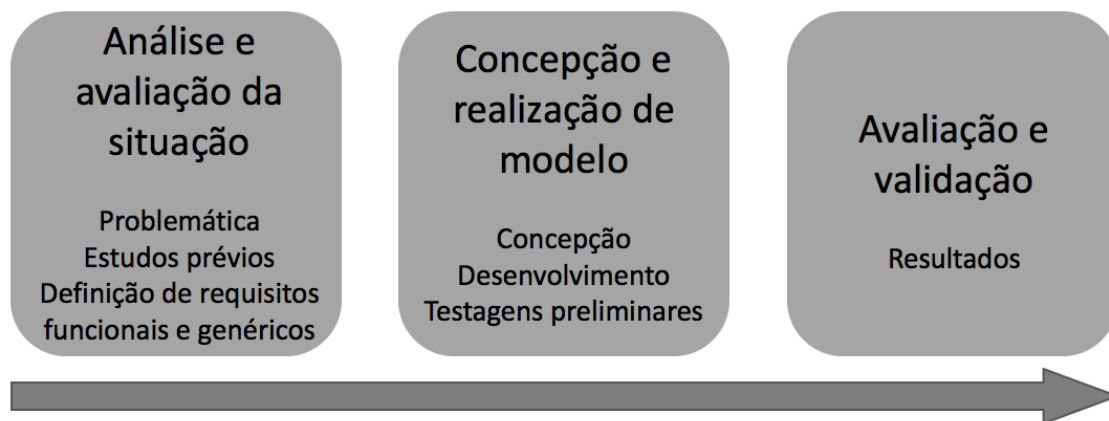 Análise e
avaliação da
situação
Problemática
Estudos prévios
Definição de requisitos
funcionais e genéricos
Concepção e
realização de
modelo
Concepção
Desenvolvimento
Testagens preliminares
Avaliação e
validação
Resultados